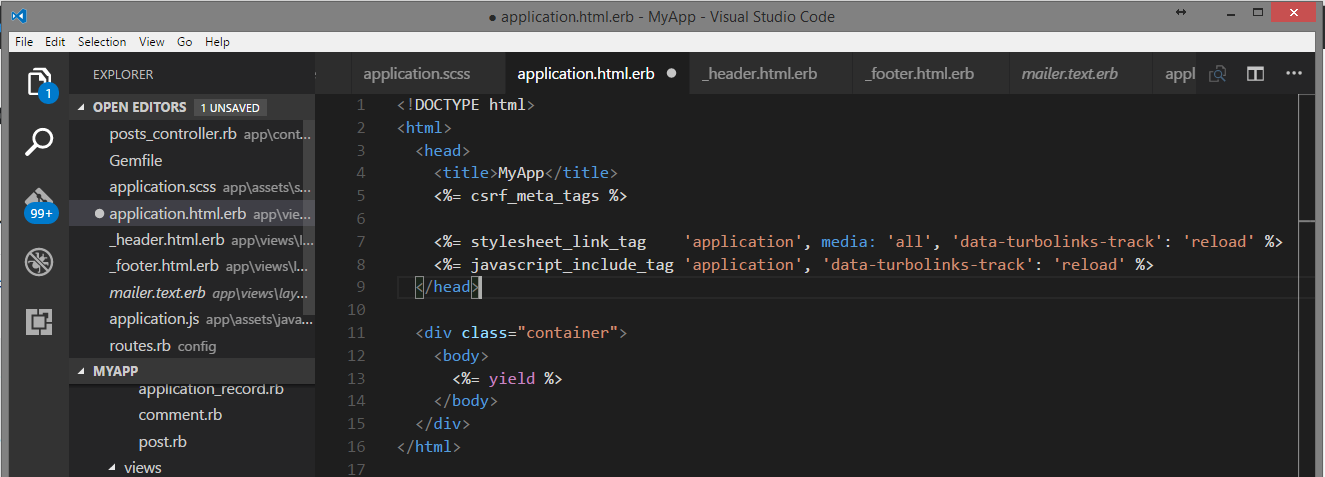 ● application.html.erb - MyApp - Visual Studio Code
File Edit Selection View Go Help
EXPLORER
application.scss application.html.erb ● _header.html.erb _footer.html.erb mailer.text.erb appl
1
OPEN EDITORS 1 UNSAVED
posts_controller.rb app\cont...
Gemfile
application.scss app\assets\s...
99+
● application.html.erb app\vie...
_header.html.erb app\views\l...
_footer.html.erb app\views\l...
mailer.text.erb app\views\lay...
application.js app\assets\java...
routes.rb config
MYAPP
application_record.rb
comment.rb
post.rb
views
1 <!DOCTYPE html>
2 <html>
3   <head>
4     <title>MyApp</title>
5     <%= csrf_meta_tags %>
6
7     <%= stylesheet_link_tag    'application', media: 'all', 'data-turbolinks-track': 'reload' %>
8     <%= javascript_include_tag 'application', 'data-turbolinks-track': 'reload' %>
9   </head>
10
11   <div class="container">
12     <body>
13       <%= yield %>
14     </body>
15   </div>
16 </html>
17